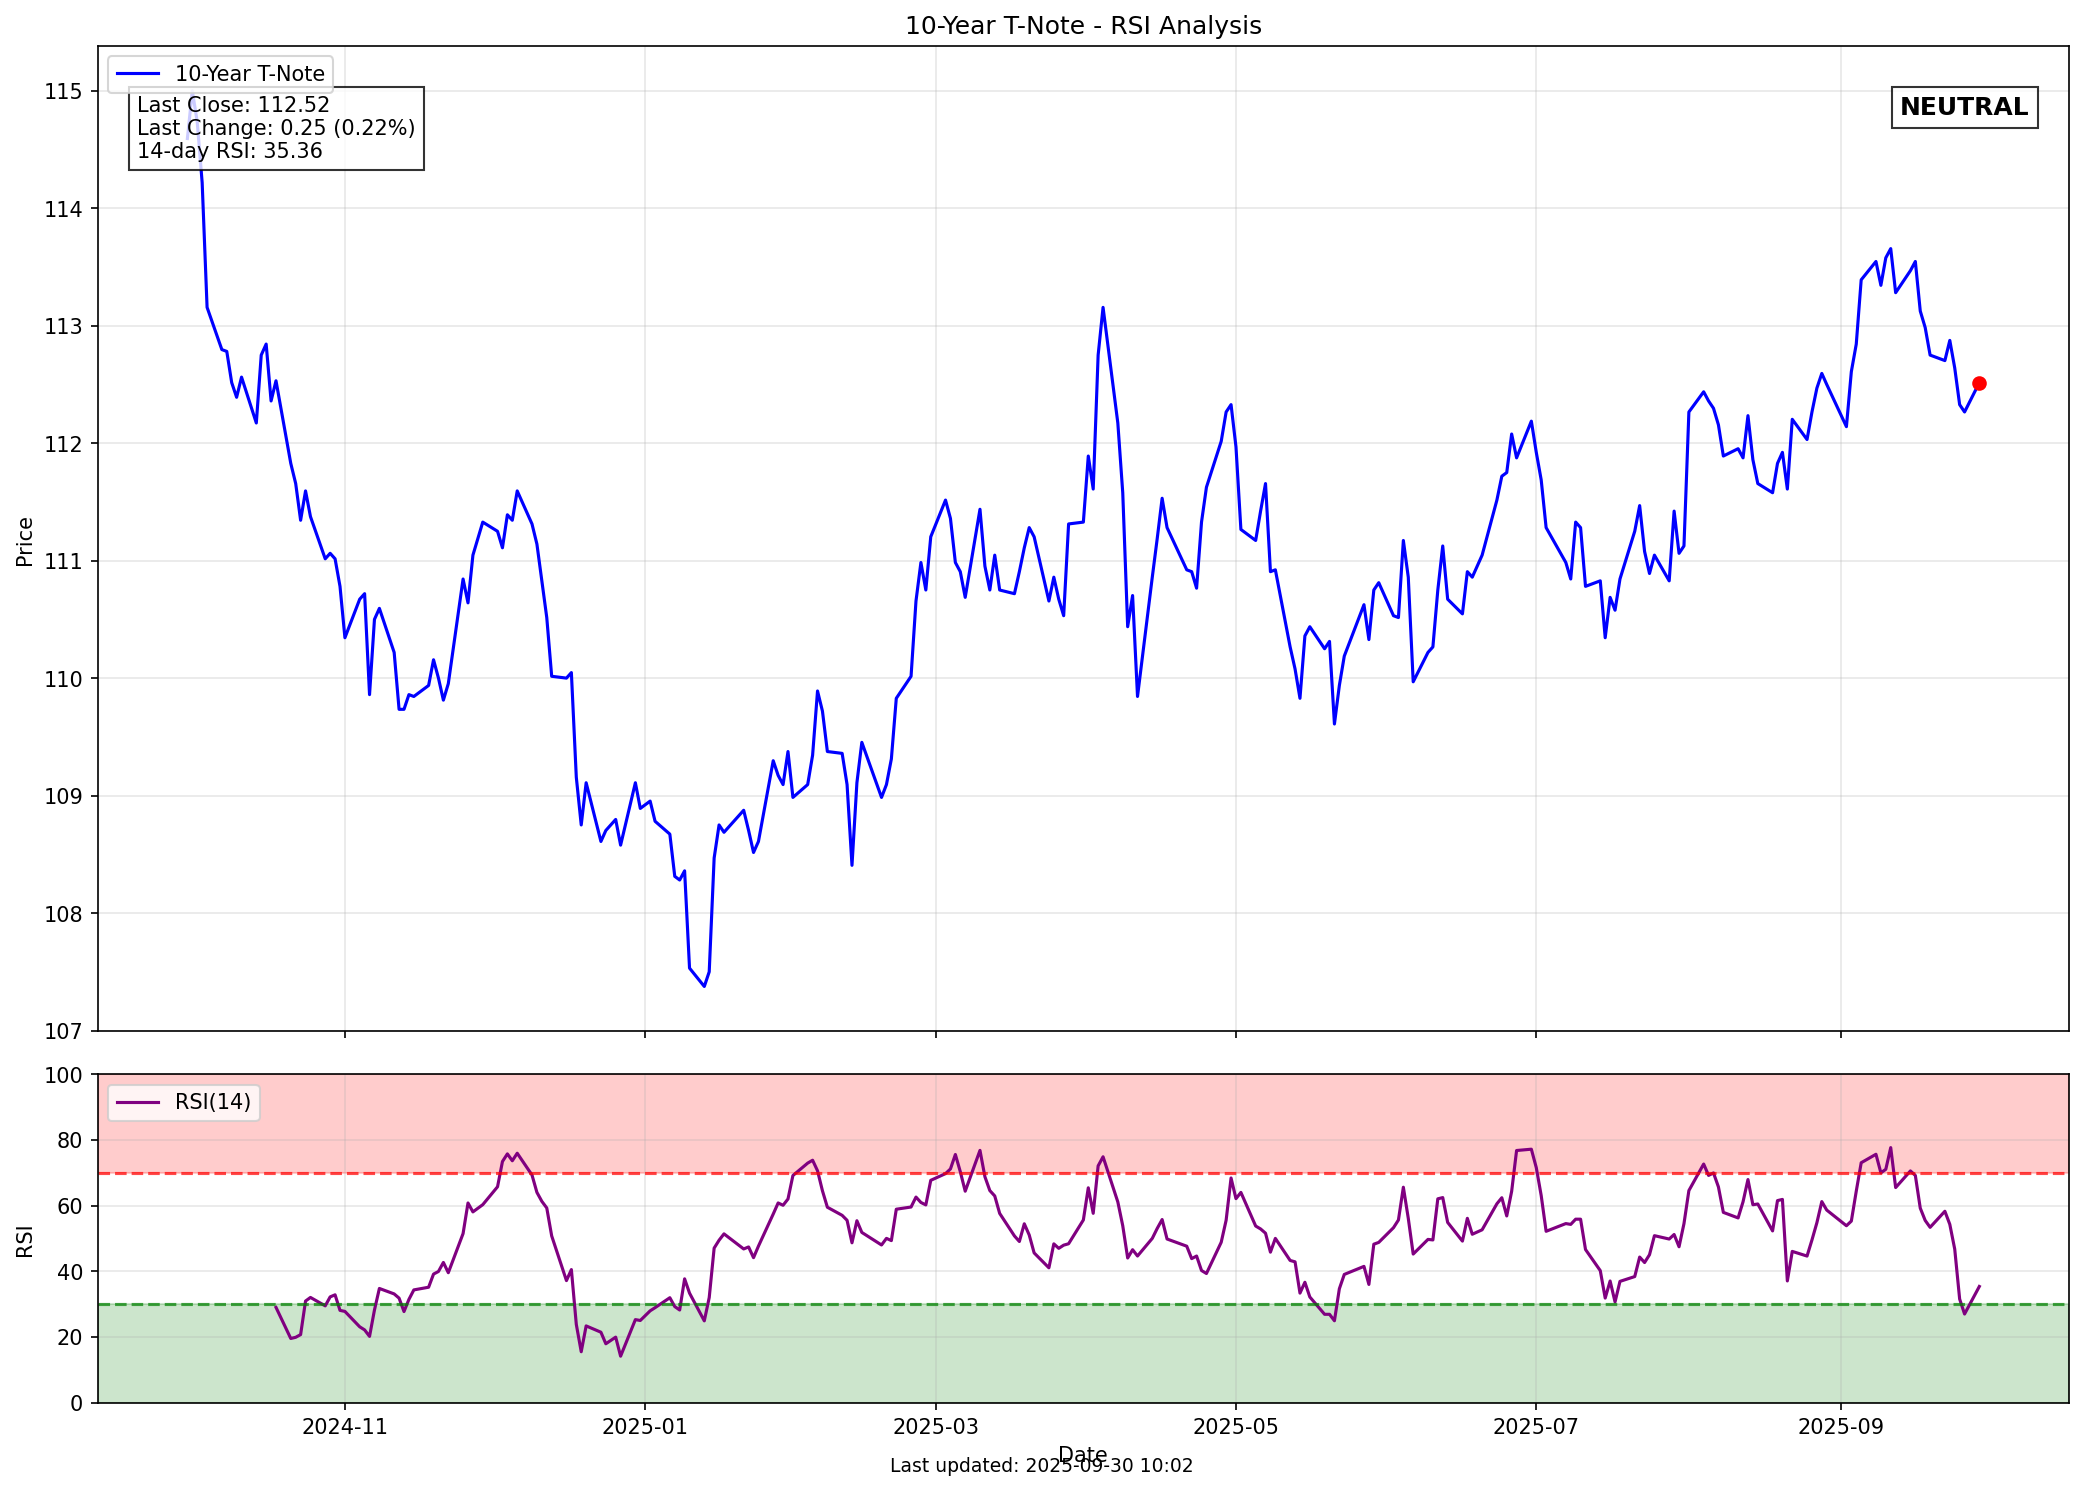 10-Year T-Note - RSI Analysis
10-Year T-Note
Last Close: 112.52
Last Change: 0.25 (0.22%)
14-day RSI: 35.36
NEUTRAL
Price
115
114
113
112
111
110
109
108
107
RSI(14)
RSI
100
80
60
40
20
0
2024-11
2025-01
2025-03
2025-05
2025-07
2025-09
Date
Last updated: 2025-09-30 10:02